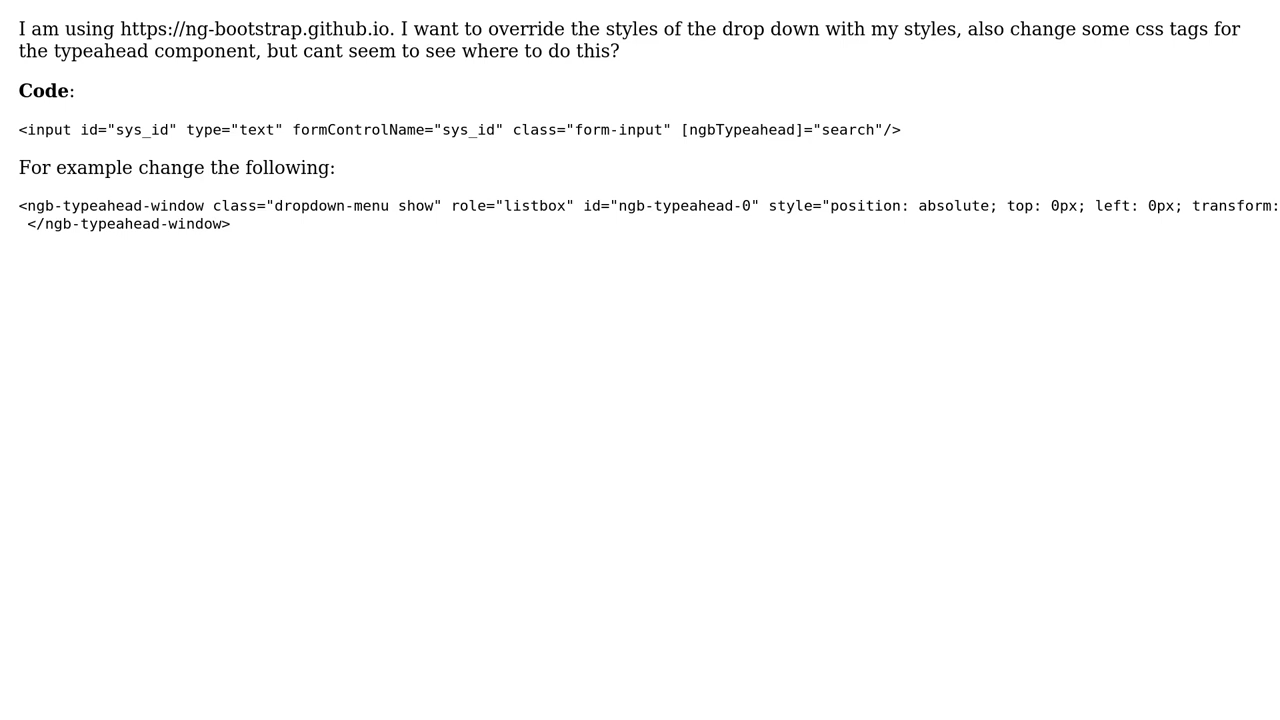 I am using https://ng-bootstrap.github.io. I want to override the styles of the drop down with my styles, also change some css tags for
the typeahead component, but cant seem to see where to do this?
Code:
<input id="sys_id" type="text" formControlName="sys_id" class="form-input" [ngbTypeahead]="search"/>
For example change the following:
<ngb-typeahead-window class="dropdown-menu show" role="listbox" id="ngb-typeahead-0" style="position: absolute; top: 0px; left: 0px; transform:
</ngb-typeahead-window>